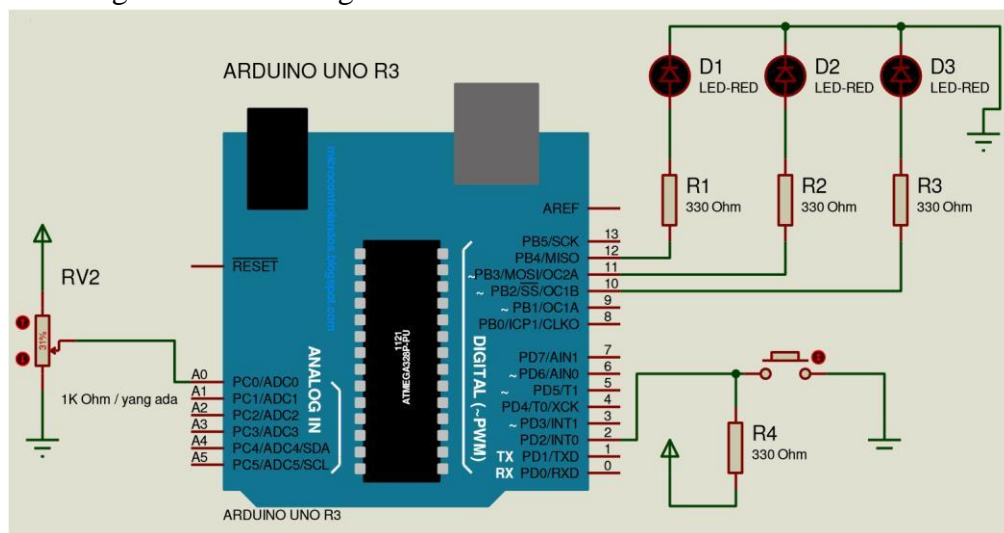 ARDUINO UNO R3
microcontrolandos.blogspot.com
D1
LED-RED
D2
LED-RED
D3
LED-RED
R1
330 Ohm
R2
330 Ohm
R3
330 Ohm
RV2
31%
1K Ohm / yang ada
RESET
A0 PC0/ADC0
A1 PC1/ADC1
A2 PC2/ADC2
A3 PC3/ADC3
A4 PC4/ADC4/SDA
A5 PC5/ADC5/SCL
ANALOG IN
1121
ATMEGA328P-PU
DIGITAL (~PWM)
AREF
PB5/SCK 13
PB4/MISO 12
~PB3/MOSI/OC2A 11
~ PB2/SS/OC1B 10
~ PB1/OC1A 9
PB0/ICP1/CLKO 8
PD7/AIN1 7
~ PD6/AIN0 6
~ PD5/T1 5
PD4/T0/XCK 4
~ PD3/INT1 3
PD2/INT0 2
TX PD1/TXD 1
RX PD0/RXD 0
R4
330 Ohm
ARDUINO UNO R3